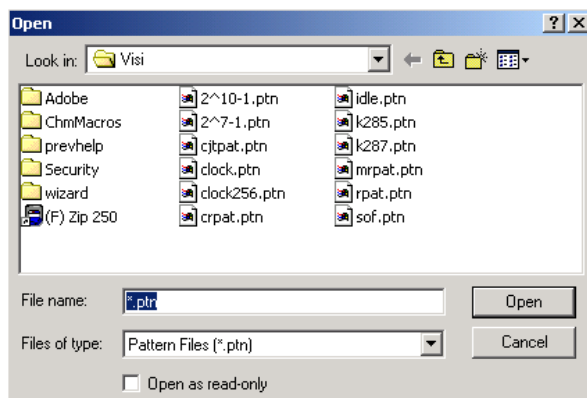 Open
Look in: Visi
Adobe 2^10-1.ptn idle.ptn
ChmMacros 2^7-1.ptn k285.ptn
prevhelp cjtpat.ptn k287.ptn
Security clock.ptn mrpat.ptn
wizard clock256.ptn rpat.ptn
(F) Zip 250 crpat.ptn sof.ptn
File name: *.ptn Open
Files of type: Pattern Files (*.ptn) Cancel
Open as read-only